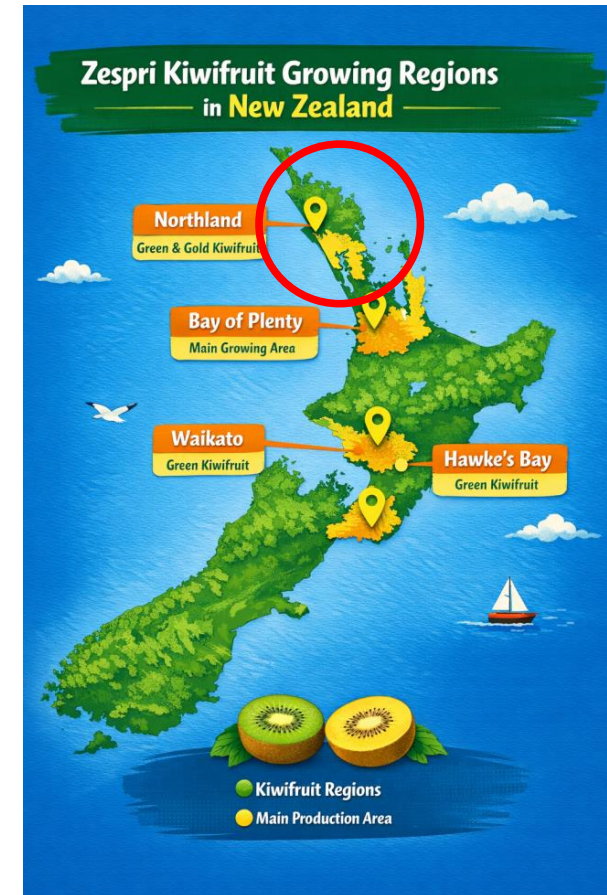 Zespri Kiwifruit Growing Regions
in New Zealand
Northland
Green & Gold Kiwifruit
Bay of Plenty
Main Growing Area
Waikato
Green Kiwifruit
Hawke's Bay
Green Kiwifruit
Kiwifruit Regions
Main Production Area